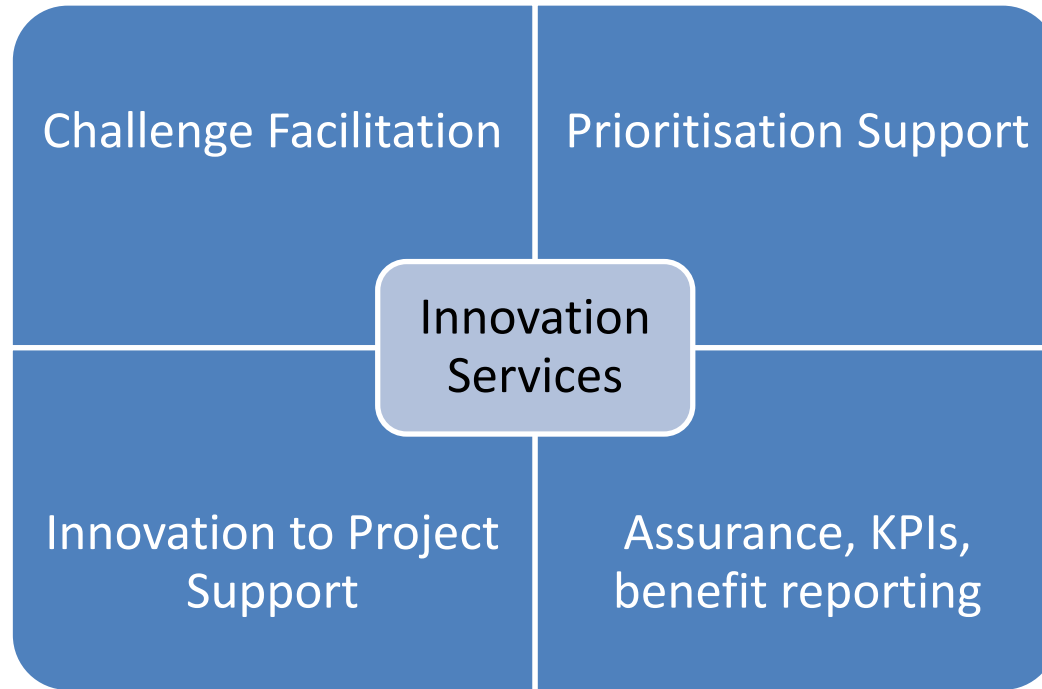 Challenge Facilitation
Prioritisation Support
Innovation
Services
Innovation to Project
Support
Assurance, KPIs,
benefit reporting